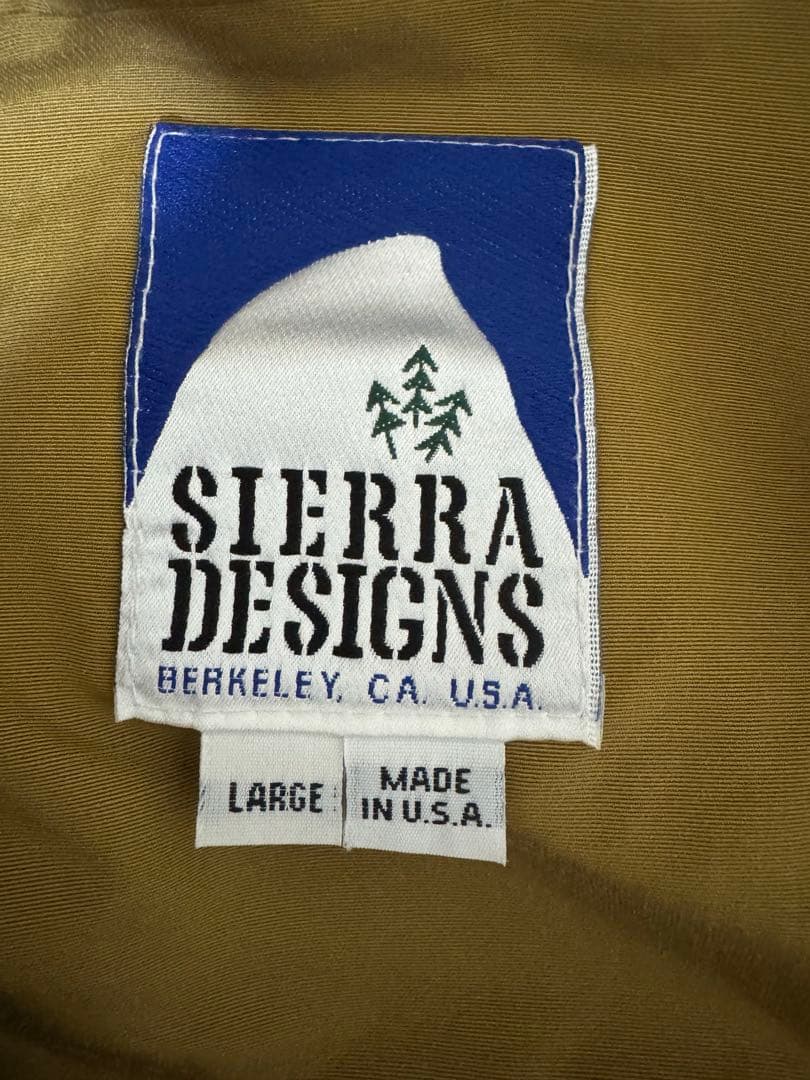 SIERRA
DESIGNS
BERKELEY, CA. U.S.A.
LARGE
MADE
IN U.S.A.